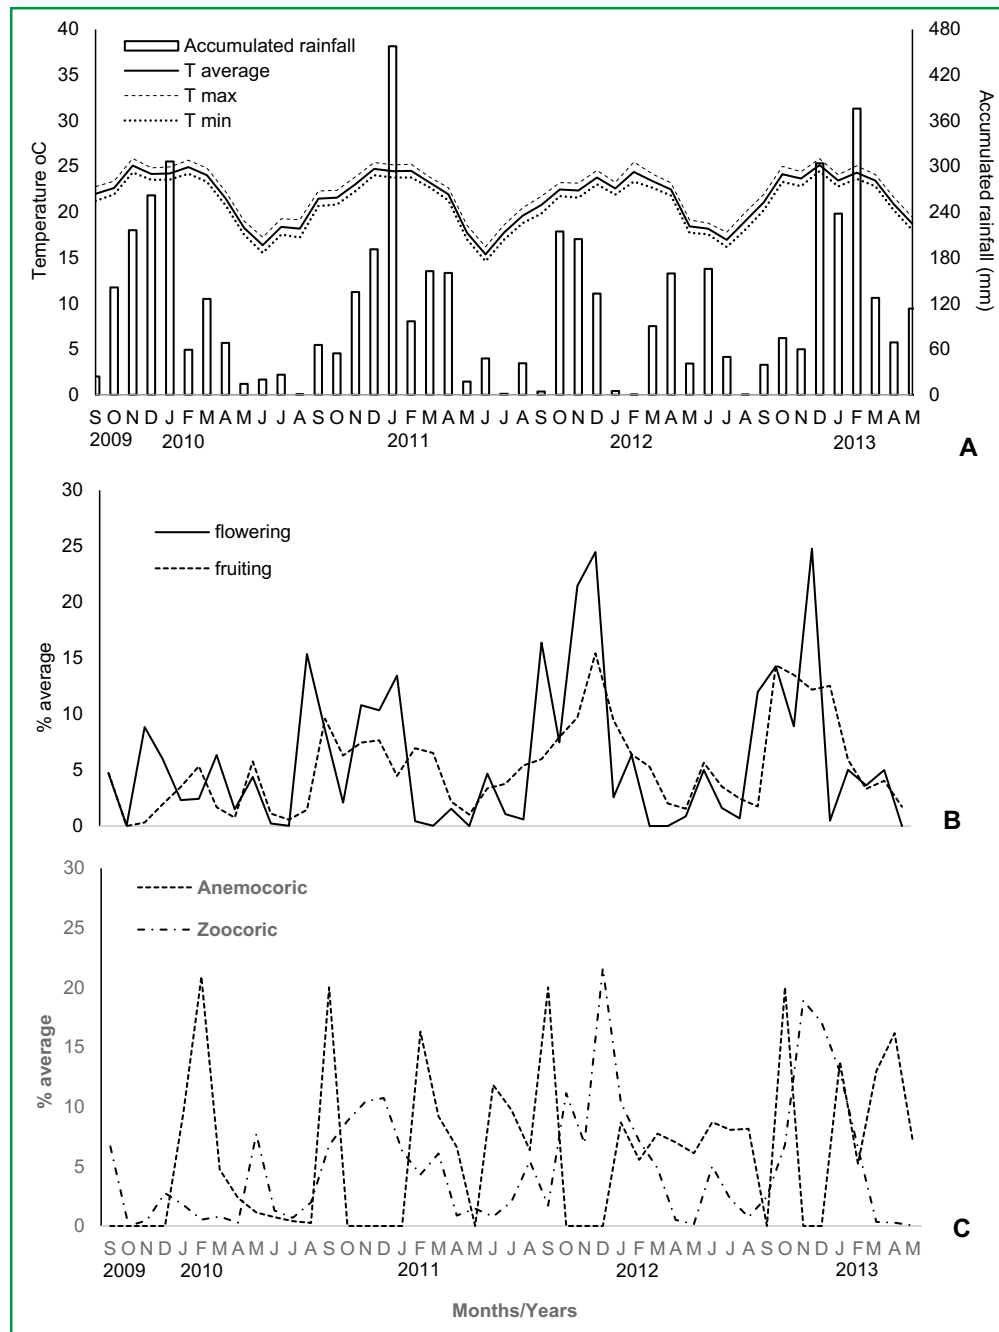 40
35
30
25
20
15
10
5
0
Temperature oC
480
420
360
300
240
180
120
60
0
Accumulated rainfall (mm)
Accumulated rainfall
T average
T max
T min
S O N D J F M A M J J A S O N D J F M A M J J A S O N D J F M A M J J A S O N D J F M A M
2009 2010 2011 2012 2013
A
30
25
20
15
10
5
0
% average
flowering
fruiting
B
30
25
20
15
10
5
0
% average
Anemocoric
Zoocoric
S O N D J F M A M J J A S O N D J F M A M J J A S O N D J F M A M J J A S O N D J F M A M
2009 2010 2011 2012 2013
C
Months/Years